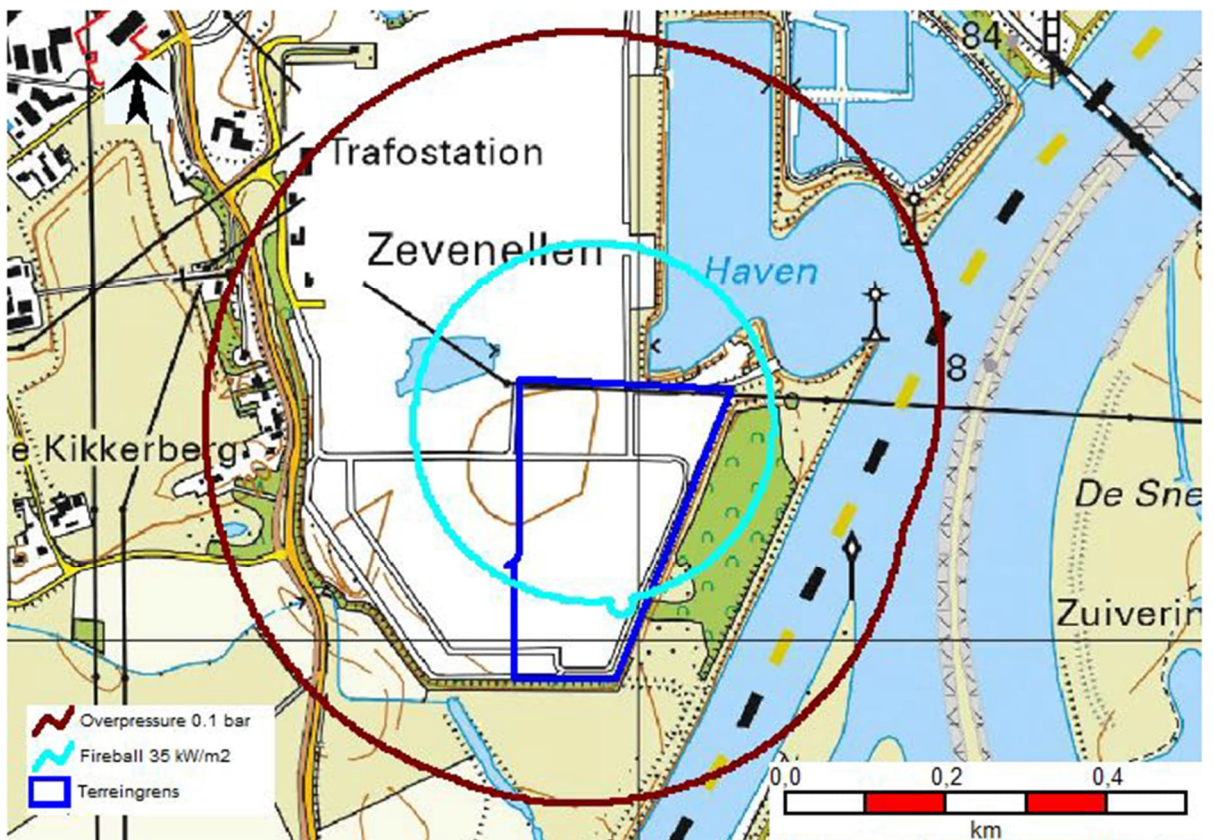 84
Trafostation
Zevenellen
Haven
8
e Kikkerberg
De Sne
Zuiverin
Overpressure 0.1 bar
Fireball 35 kW/m2
Terreingrens
0,0 0,2 0,4
km